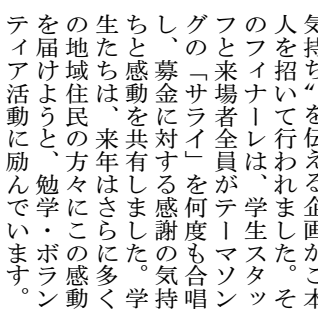 気持ち〟を伝える企画がご本
人を招いて行われました。そ
のフィナーレは、学生スタッ
フと来場者全員がテーマソン
グの「サライ」を何度も合唱
し、募金に対する感謝の気持
ちと感動を共有しました。学
生たちは、来年はさらに多く
の地域住民の方々にこの感動
を届けようと、勉学・ボラン
ティア活動に励んでいます。